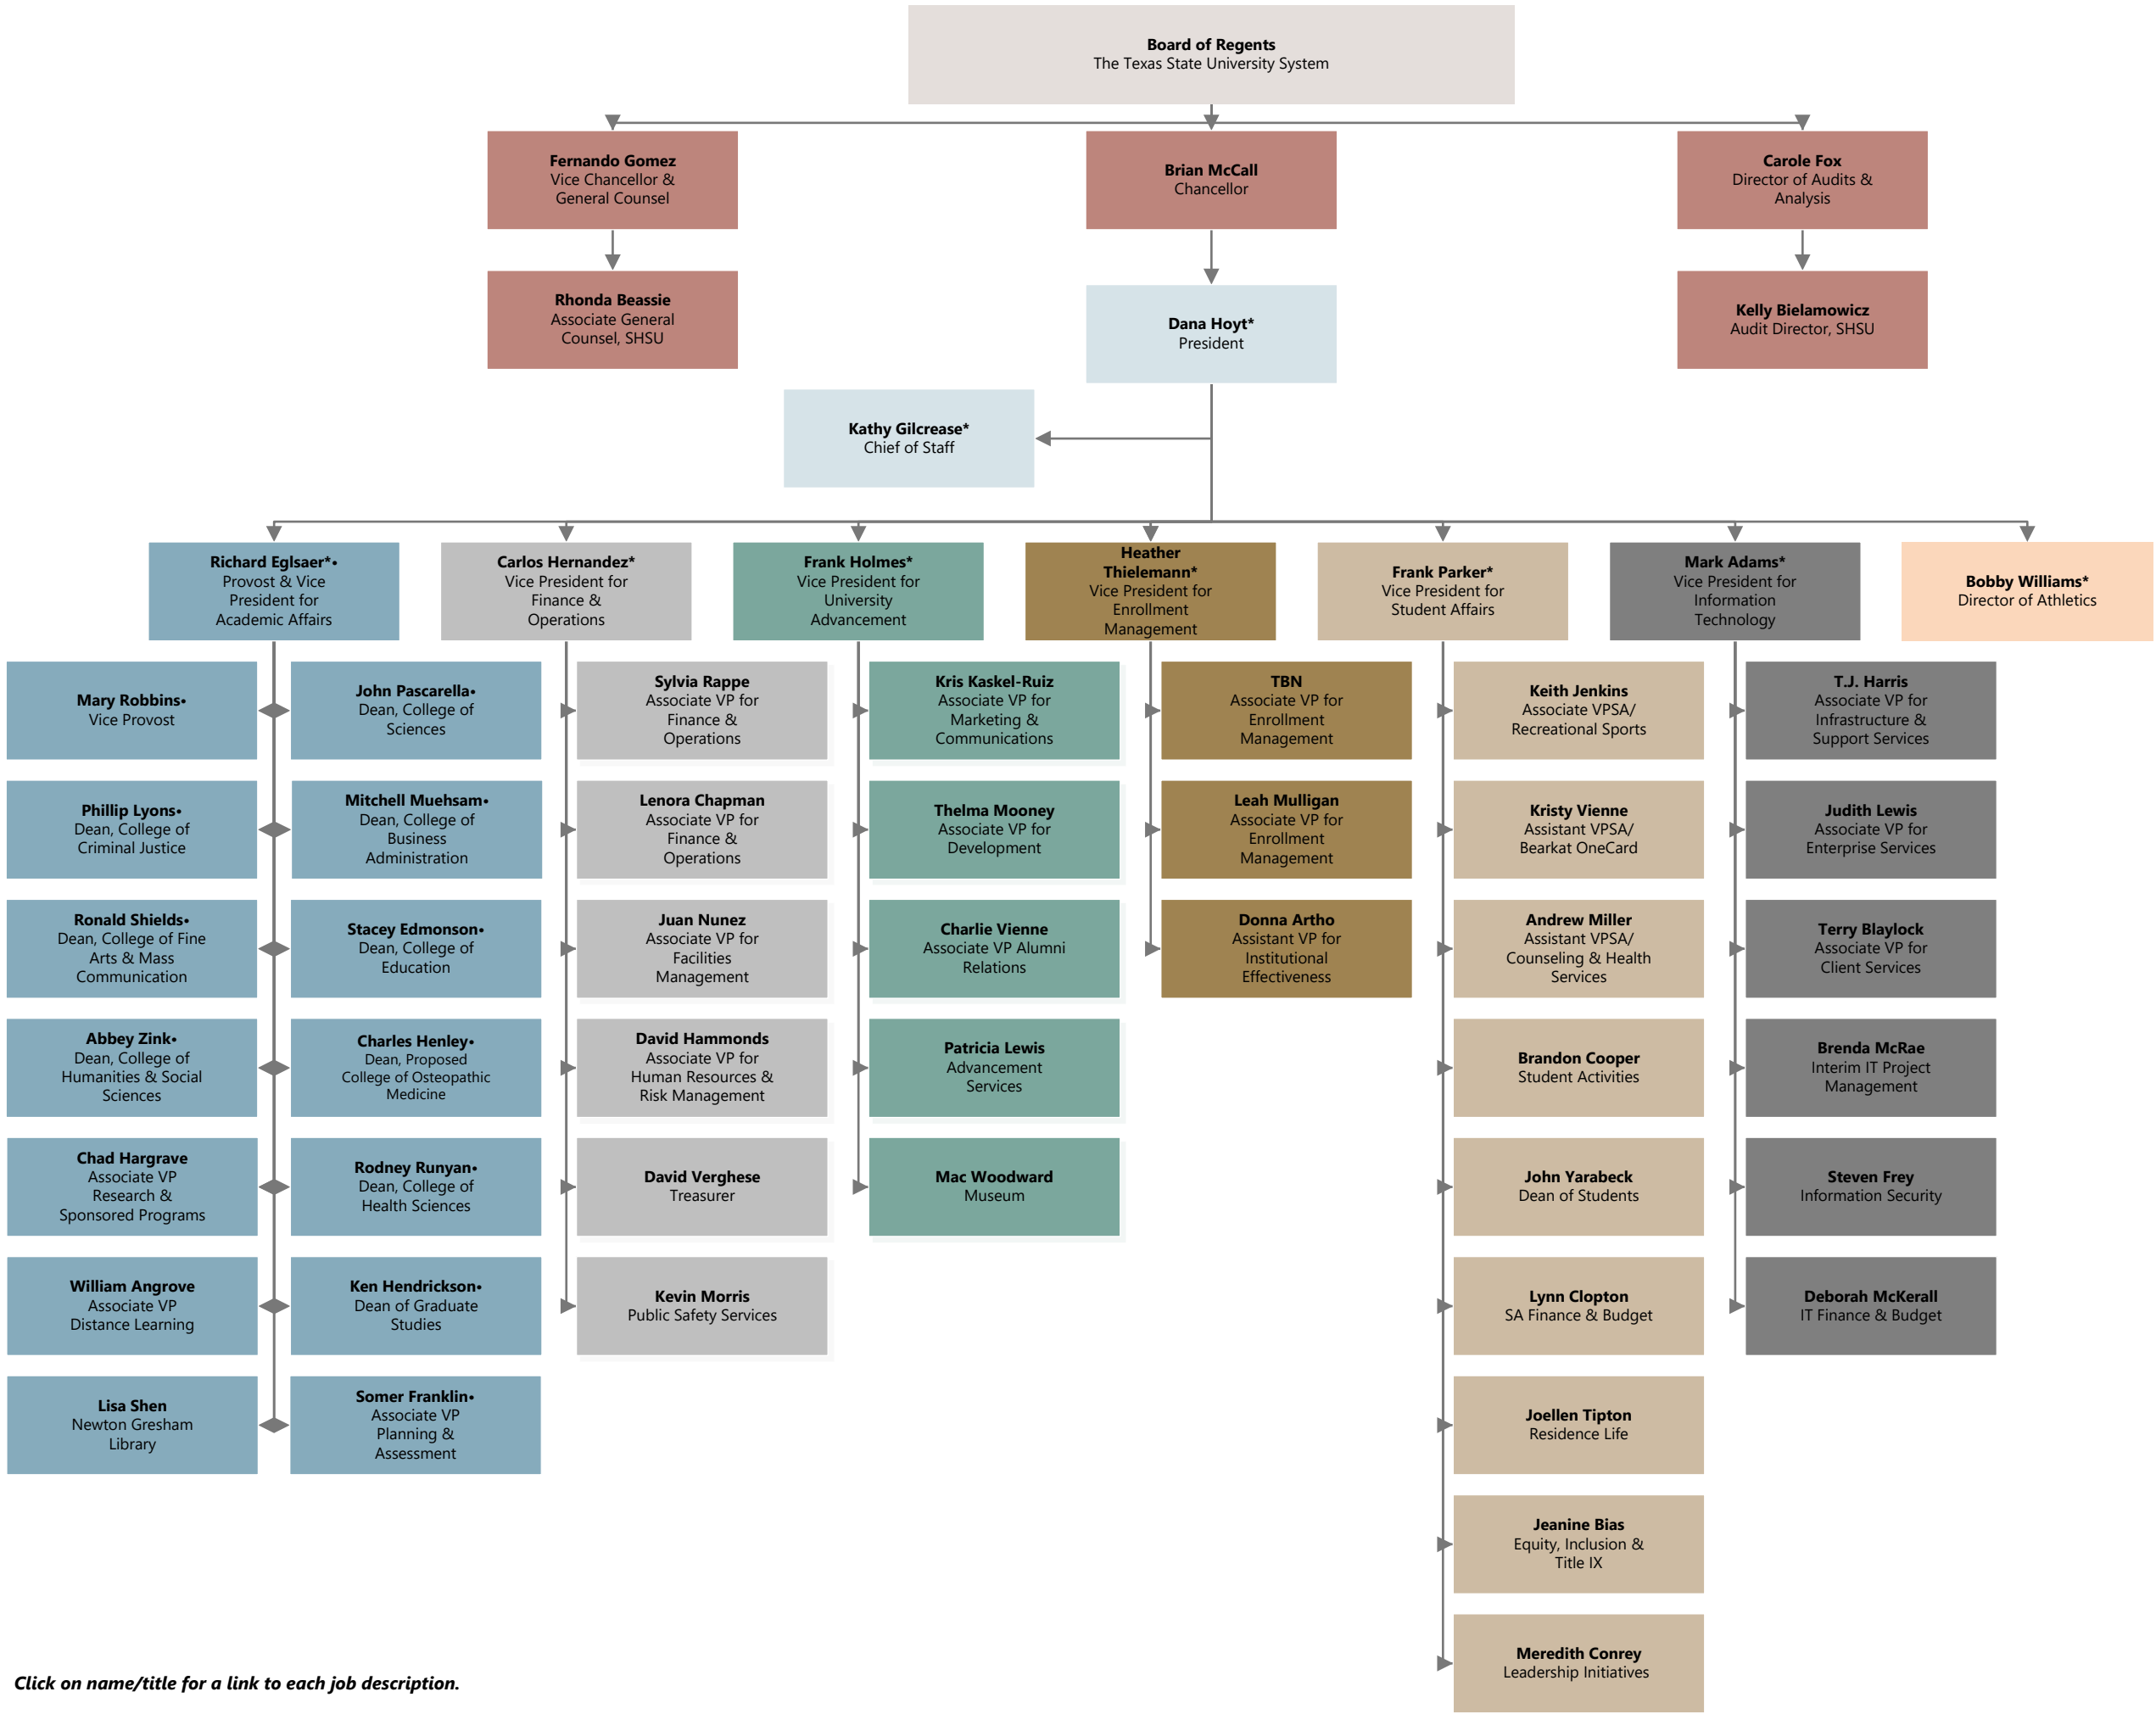 Board of Regents
The Texas State University System
Fernando Gomez
Vice Chancellor &
General Counsel
Brian McCall
Chancellor
Carole Fox
Director of Audits &
Analysis
Rhonda Beassie
Associate General
Counsel, SHSU
Dana Hoyt*
President
Kelly Bielamowicz
Audit Director, SHSU
Kathy Gilcrease*
Chief of Staff
Richard Eglsaer*•
Provost & Vice
President for
Academic Affairs
Carlos Hernandez*
Vice President for
Finance &
Operations
Frank Holmes*
Vice President for
University
Advancement
Heather
Thielemann*
Vice President for
Enrollment
Management
Frank Parker*
Vice President for
Student Affairs
Mark Adams*
Vice President for
Information
Technology
Bobby Williams*
Director of Athletics
Mary Robbins•
Vice Provost
John Pascarella•
Dean, College of
Sciences
Sylvia Rappe
Associate VP for
Finance &
Operations
Kris Kaskel-Ruiz
Associate VP for
Marketing &
Communications
TBN
Associate VP for
Enrollment
Management
Keith Jenkins
Associate VPSA/
Recreational Sports
T.J. Harris
Associate VP for
Infrastructure &
Support Services
Phillip Lyons•
Dean, College of
Criminal Justice
Mitchell Muehsam•
Dean, College of
Business
Administration
Lenora Chapman
Associate VP for
Finance &
Operations
Thelma Mooney
Associate VP for
Development
Leah Mulligan
Associate VP for
Enrollment
Management
Kristy Vienne
Assistant VPSA/
Bearkat OneCard
Judith Lewis
Associate VP for
Enterprise Services
Ronald Shields•
Dean, College of Fine
Arts & Mass
Communication
Stacey Edmonson•
Dean, College of
Education
Juan Nunez
Associate VP for
Facilities
Management
Charlie Vienne
Associate VP Alumni
Relations
Donna Artho
Assistant VP for
Institutional
Effectiveness
Andrew Miller
Assistant VPSA/
Counseling & Health
Services
Terry Blaylock
Associate VP for
Client Services
Abbey Zink•
Dean, College of
Humanities & Social
Sciences
Charles Henley•
Dean, Proposed
College of Osteopathic
Medicine
David Hammonds
Associate VP for
Human Resources &
Risk Management
Patricia Lewis
Advancement
Services
Brandon Cooper
Student Activities
Brenda McRae
Interim IT Project
Management
Chad Hargrave
Associate VP
Research &
Sponsored Programs
Rodney Runyan•
Dean, College of
Health Sciences
David Verghese
Treasurer
Mac Woodward
Museum
John Yarabeck
Dean of Students
Steven Frey
Information Security
William Angrove
Associate VP
Distance Learning
Ken Hendrickson•
Dean of Graduate
Studies
Kevin Morris
Public Safety Services
Lynn Clopton
SA Finance & Budget
Deborah McKerall
IT Finance & Budget
Lisa Shen
Newton Gresham
Library
Somer Franklin•
Associate VP
Planning &
Assessment
Joellen Tipton
Residence Life
Jeanine Bias
Equity, Inclusion &
Title IX
Meredith Conrey
Leadership Initiatives
Click on name/title for a link to each job description.